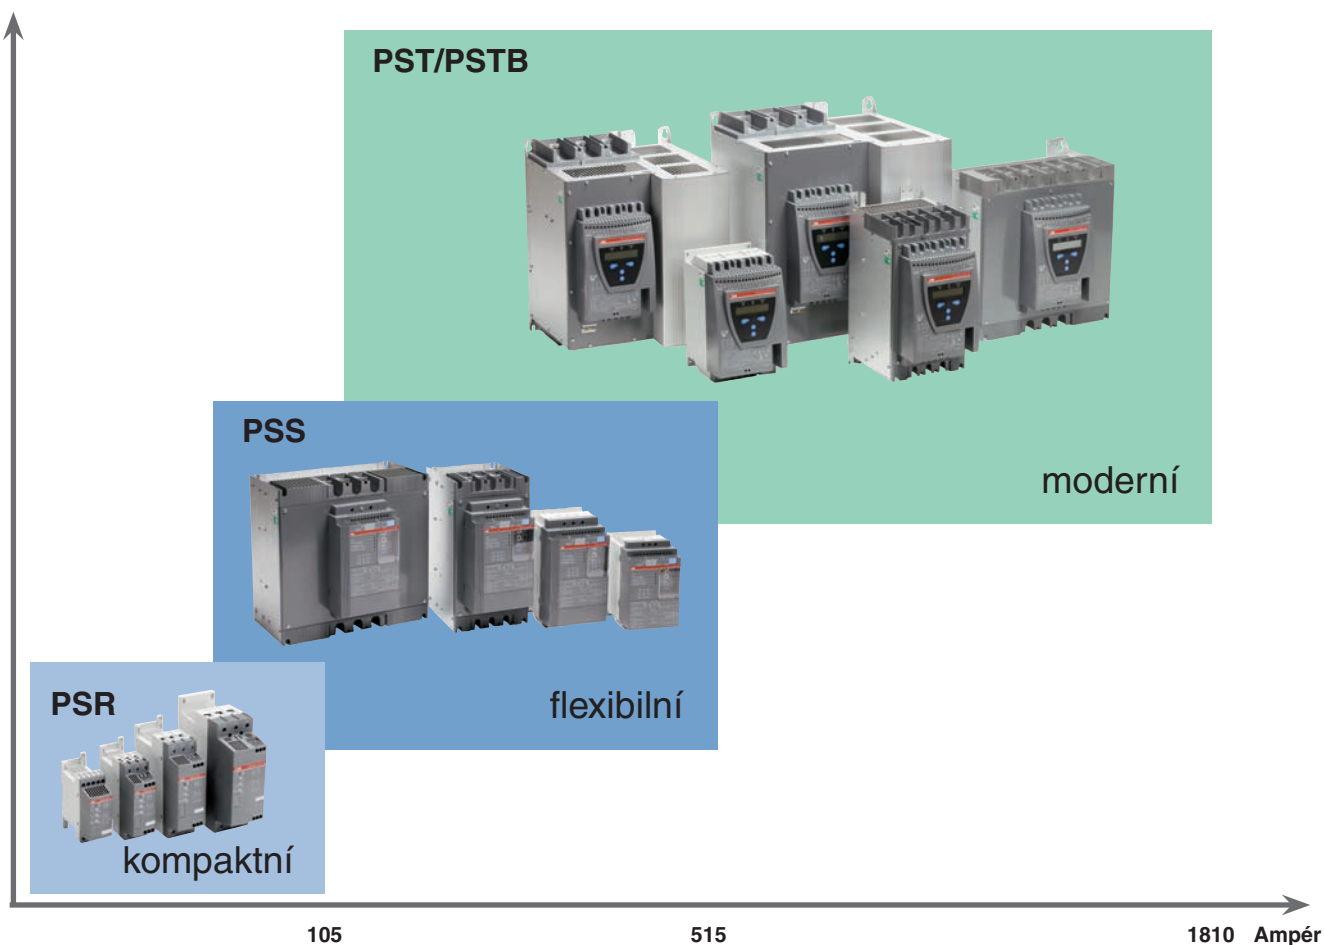 PST/PSTB
moderní
PSS
flexibilní
PSR
kompaktní
105 515 1810 Ampér